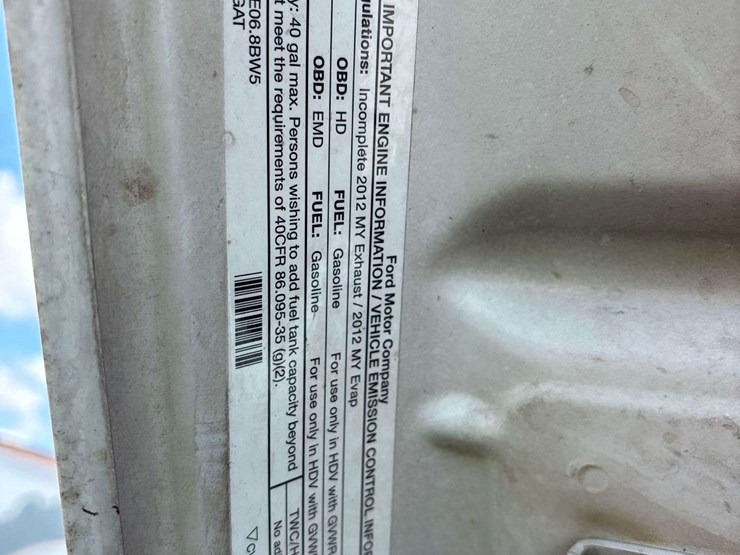 Ford Motor Company
IMPORTANT ENGINE INFORMATION / VEHICLE EMISSION CONTROL INFO
gulations: Incomplete 2012 MY Exhaust / 2012 MY Evap
OBD: HD FUEL: Gasoline For use only in HDV with GVWR
OBD: EMD FUEL: Gasoline For use only in HDV with GVW
y: 40 gal max. Persons wishing to add fuel tank capacity beyond TWC/H
t meet the requirements of 40CFR 86.095-35 (g)(2). No ad
E06.8BW5
GAT